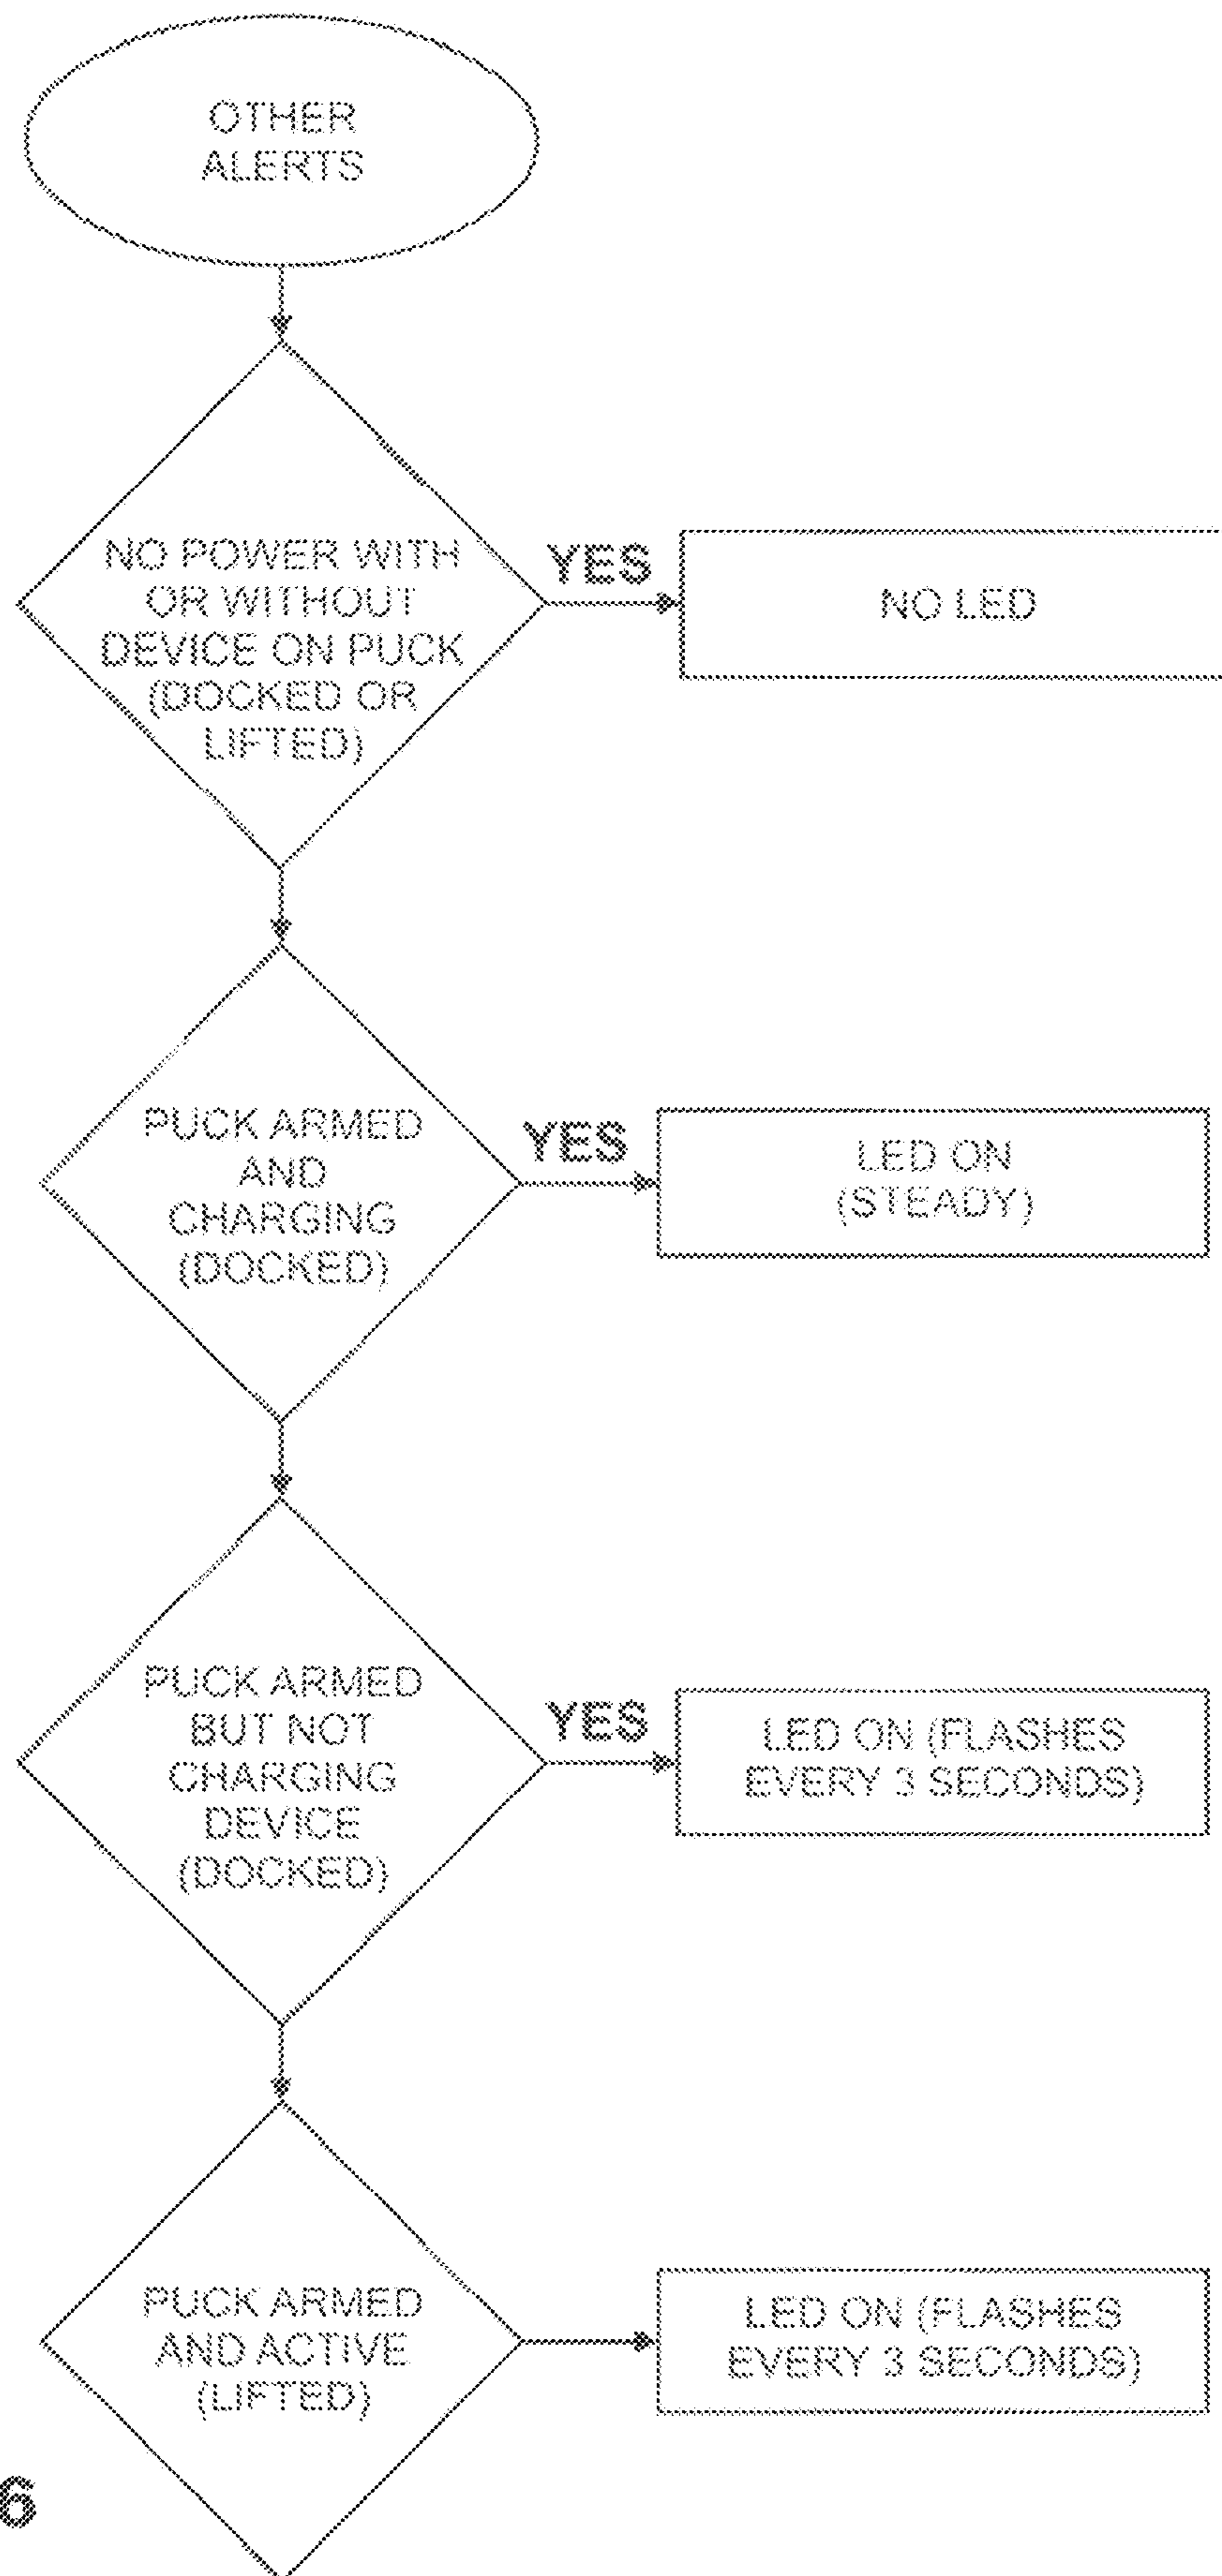 OTHER
ALERTS
NO POWER WITH
OR WITHOUT
DEVICE ON PUCK
(DOCKED OR
LIFTED)
YES
NO LED
PUCK ARMED
AND
CHARGING
(DOCKED)
YES
LED ON
(STEADY)
PUCK ARMED
BUT NOT
CHARGING
DEVICE
(DOCKED)
YES
LED ON (FLASHES
EVERY 3 SECONDS)
PUCK ARMED
AND ACTIVE
(LIFTED)
LED ON (FLASHES
EVERY 3 SECONDS)
6